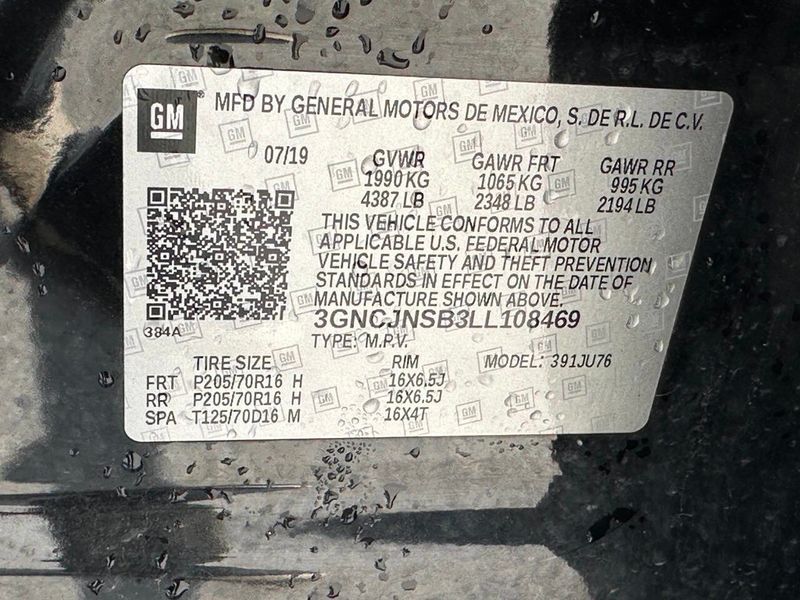 GM ® MFD BY GENERAL MOTORS DE MEXICO, S. DE R.L. DE C.V.
07/19 GVWR GAWR FRT GAWR RR
1990 KG 1065 KG 995 KG
4387 LB 2348 LB 2194 LB
THIS VEHICLE CONFORMS TO ALL
APPLICABLE U.S. FEDERAL MOTOR
VEHICLE SAFETY AND THEFT PREVENTION
STANDARDS IN EFFECT ON THE DATE OF
MANUFACTURE SHOWN ABOVE.
384A 3GNCJNSB3LL108469
TYPE: M.P.V.
TIRE SIZE RIM MODEL: 391JU76
FRT P205/70R16 H 16X6.5J
RR P205/70R16 H 16X6.5J
SPA T125/70D16 M 16X4T